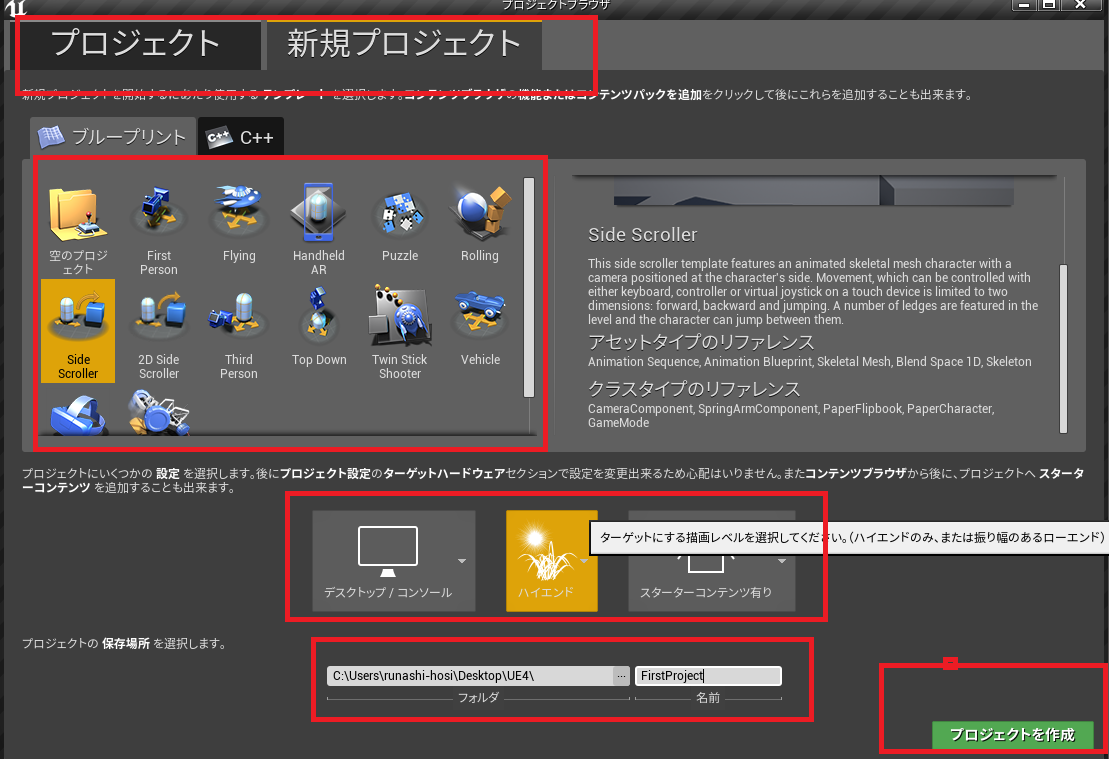 プロジェクトブラウザ
プロジェクト
新規プロジェクト
新規プロジェクトを開始するにあたり使用する テンプレート を選択します。コンテンツブラウザの機能またはコンテンツパックを追加をクリックして後にこれらを追加することも出来ます。
ブループリント
C++
C++
空のプロジ
ェクト
First
Person
Flying
Handheld
AR
Puzzle
Rolling
Side
Scroller
2D Side
Scroller
Third
Person
Top Down
Twin Stick
Shooter
Vehicle
Side Scroller
This side scroller template features an animated skeletal mesh character with a
camera positioned at the character's side. Movement, which can be controlled with
either keyboard, controller or virtual joystick on a touch device is limited to two
dimensions: forward, backward and jumping. A number of ledges are featured in the
level and the character can jump between them.
アセットタイプのリファレンス
Animation Sequence, Animation Blueprint, Skeletal Mesh, Blend Space 1D, Skeleton
クラスタイプのリファレンス
CameraComponent, SpringArmComponent, PaperFlipbook, PaperCharacter,
GameMode
プロジェクトにいくつかの 設定 を選択します。後にプロジェクト設定のターゲットハードウェアセクションで設定を変更出来るため心配はいりません。またコンテンツブラウザから後に、プロジェクトへ スタータ
ーコンテンツ を追加することも出来ます。
ターゲットにする描画レベルを選択してください。(ハイエンドのみ、または振り幅のあるローエンド)
デスクトップ / コンソール
ハイエンド
スターターコンテンツ有り
プロジェクトの 保存場所 を選択します。
C:\Users\runashi-hosi\Desktop\UE4\
...
FirstProject
フォルダ
名前
プロジェクトを作成